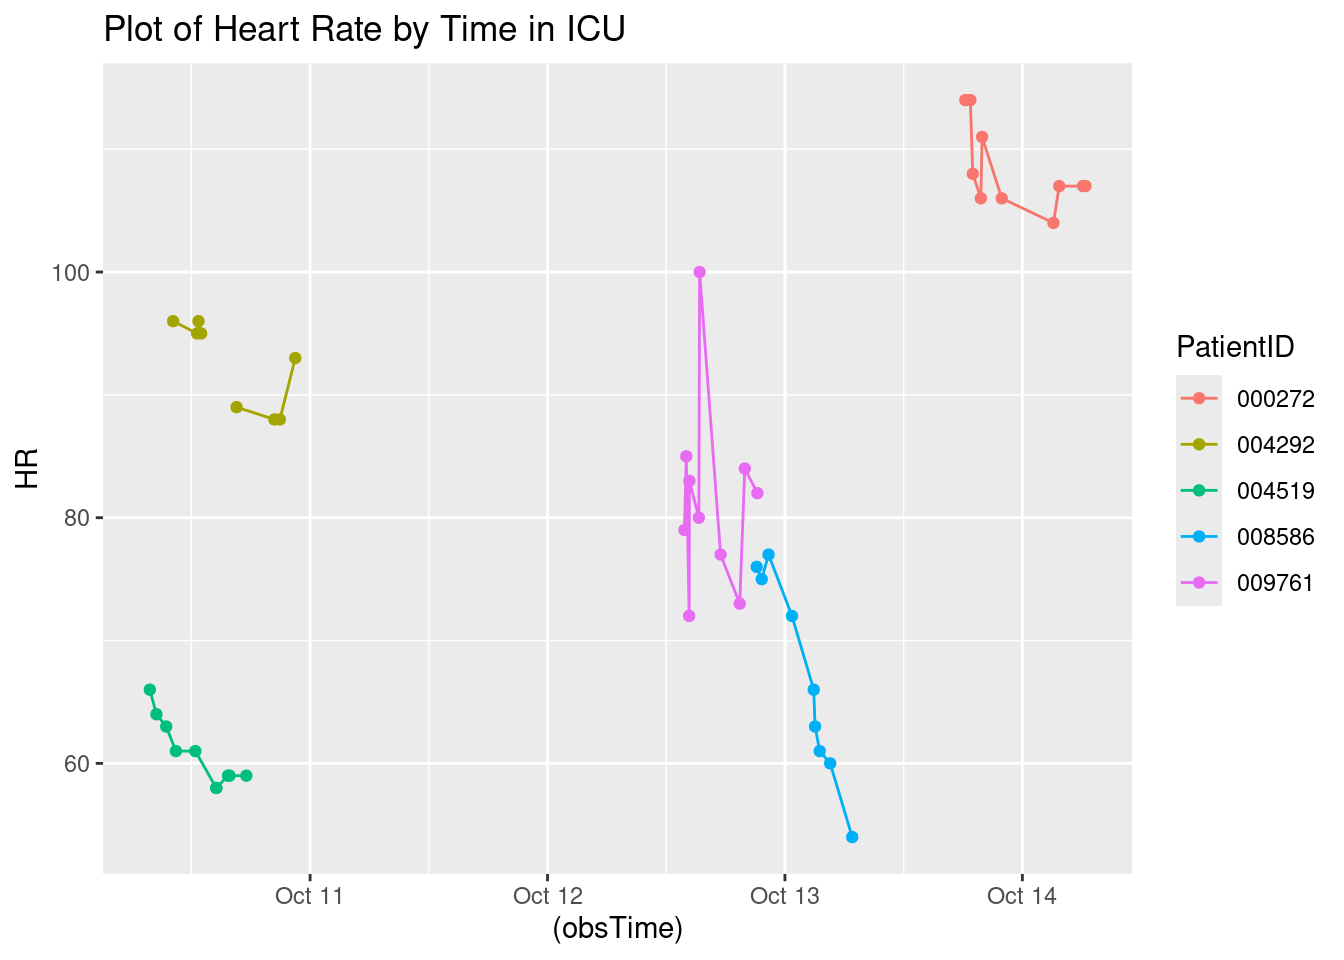 Plot of Heart Rate by Time in ICU
HR
100
80
60
Oct 11
Oct 12
Oct 13
Oct 14
(obsTime)
PatientID
000272
004292
004519
008586
009761